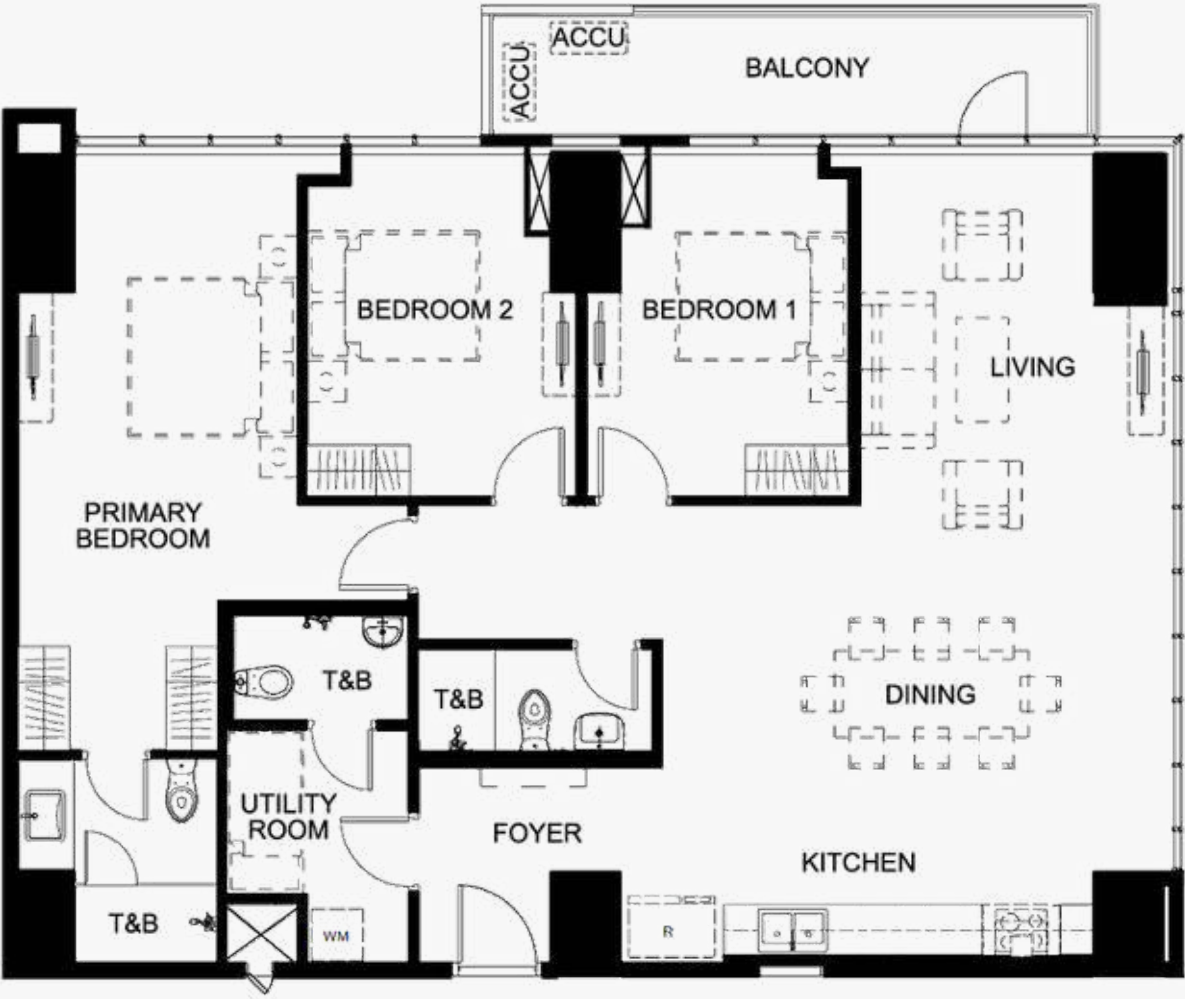 ACCU
ACCU
BALCONY
BEDROOM 2
BEDROOM 1
LIVING
PRIMARY
BEDROOM
T&B
T&B
DINING
UTILITY
ROOM
FOYER
KITCHEN
T&B
WM
R